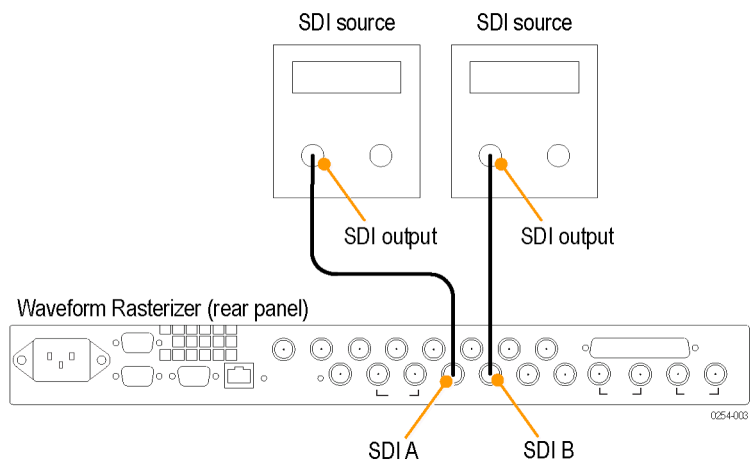 SDI source
SDI source
SDI output
SDI output
Waveform Rasterizer (rear panel)
0254-003
SDI A
SDI B